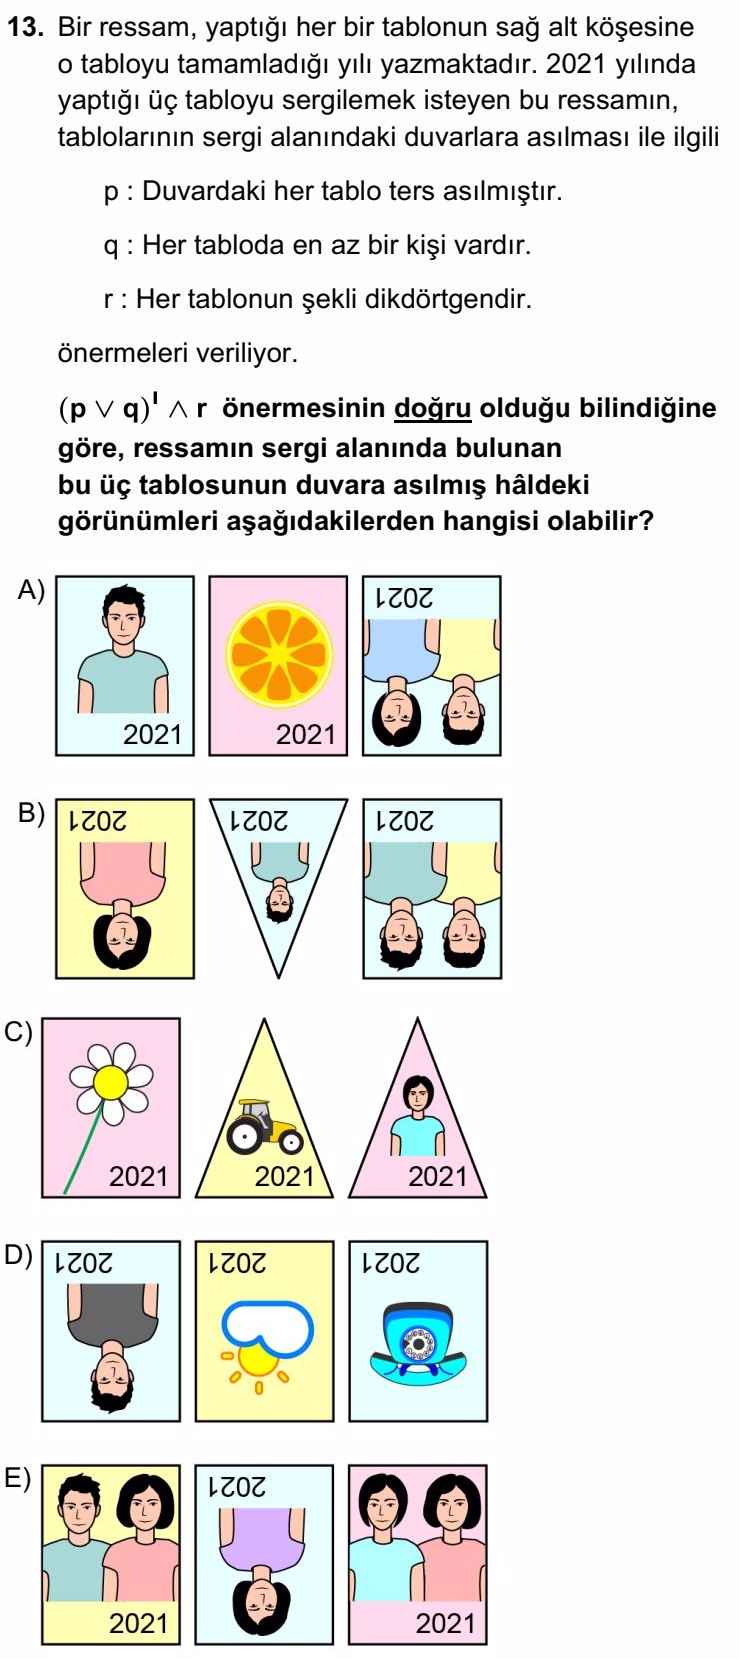 13. Bir ressam, yaptığı her bir tablonun sağ alt köşesine
o tabloyu tamamladığı yılı yazmaktadır. 2021 yılında
yaptığı üç tabloyu sergilemek isteyen bu ressamın,
tablolarının sergi alanındaki duvarlara asılması ile ilgili
p : Duvardaki her tablo ters asılmıştır.
q : Her tabloda en az bir kişi vardır.
r : Her tablonun şekli dikdörtgendir.
önermeleri veriliyor.
(p ∨ q)' ∧ r önermesinin doğru olduğu bilindiğine
göre, ressamın sergi alanında bulunan
bu üç tablosunun duvara asılmış hâldeki
görünümleri aşağıdakilerden hangisi olabilir?
A) 2021 2021 2021
B) 2021 2021 2021
C) 2021 2021 2021
D) 2021 2021 2021
E) 2021 2021 2021